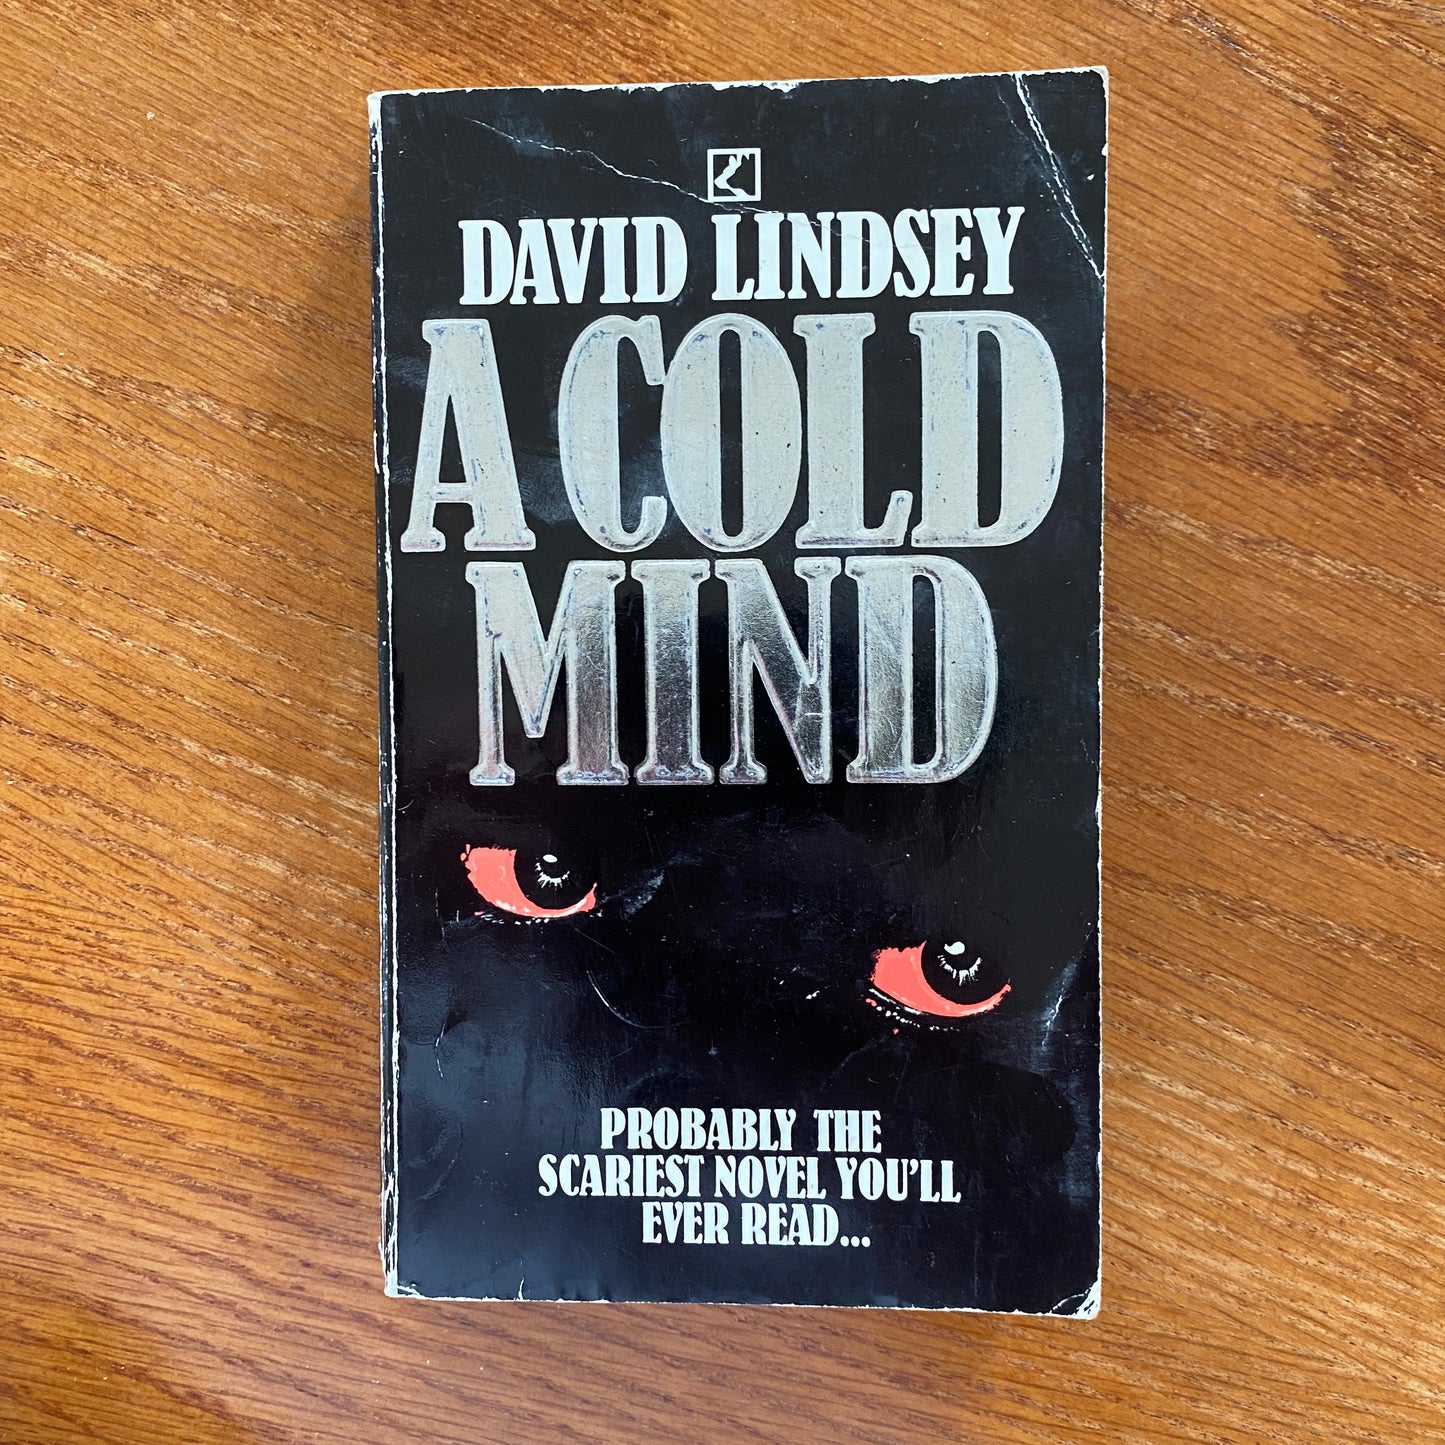 DAVID LINDSEY
A COLD
MIND
PROBABLY THE
SCARIEST NOVEL YOU'LL
EVER READ...